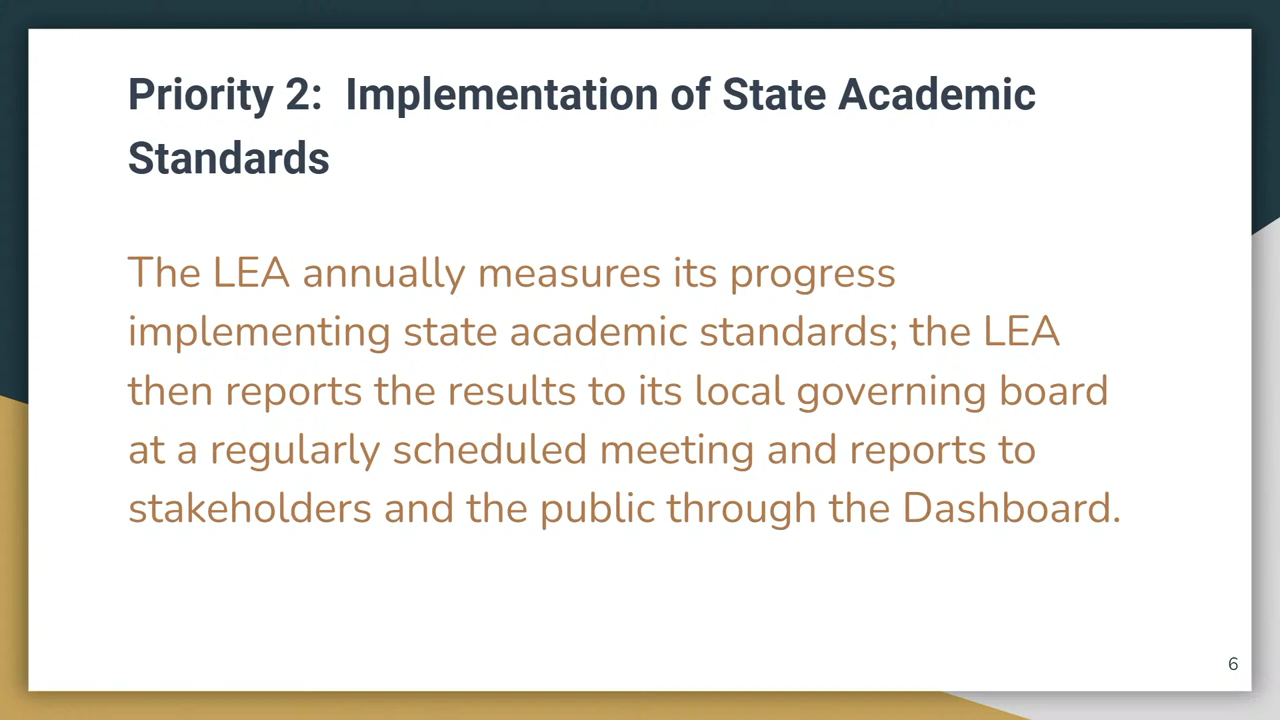 Priority 2:  Implementation of State Academic
Standards
The LEA annually measures its progress
implementing state academic standards; the LEA
then reports the results to its local governing board
at a regularly scheduled meeting and reports to
stakeholders and the public through the Dashboard.
6